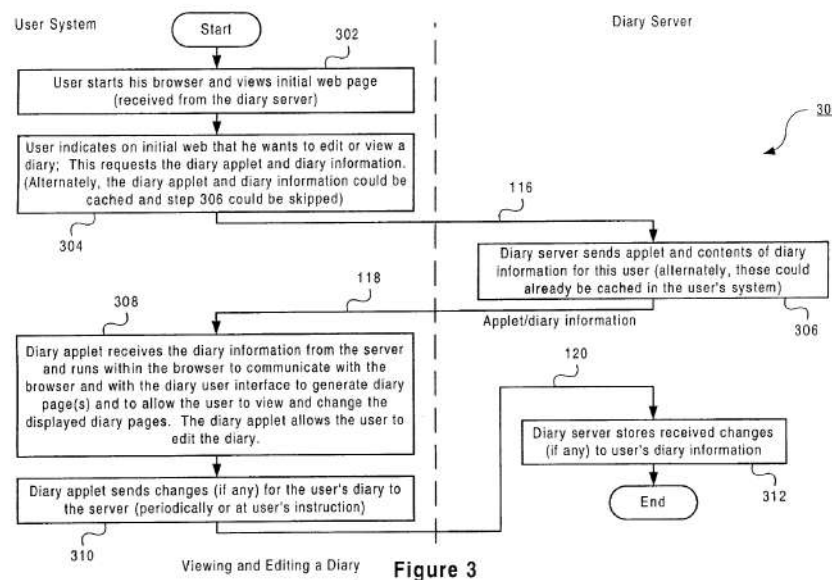 User System
Diary Server
Start
302
User starts his browser and views initial web page
(received from the diary server)
30
User indicates on initial web that he wants to edit or view a
diary; This requests the diary applet and diary information.
(Alternately, the diary applet and diary information could be
cached and step 306 could be skipped)
304
116
Diary server sends applet and contents of diary
information for this user (alternately, these could
already be cached in the user's system)
306
118
Applet/diary information
308
Diary applet receives the diary information from the server
and runs within the browser to communicate with the
browser and with the diary user interface to generate diary
page(s) and to allow the user to view and change the
displayed diary pages. The diary applet allows the user to
edit the diary.
120
Diary server stores received changes
(if any) to user's diary information
312
End
Diary applet sends changes (if any) for the user's diary to
the server (periodically or at user's instruction)
310
Viewing and Editing a Diary
Figure 3